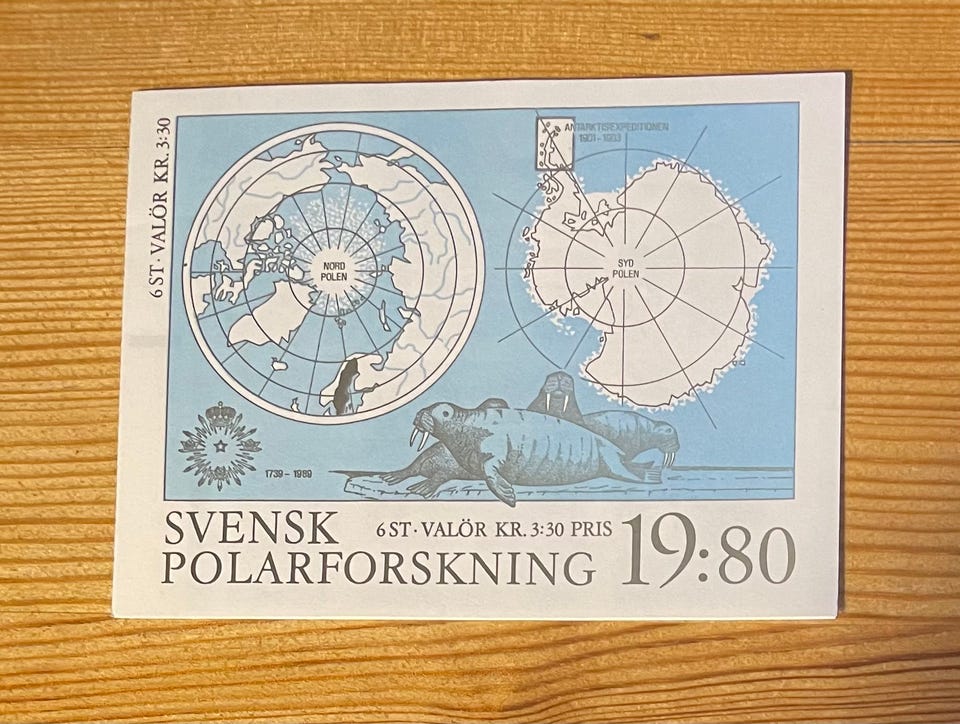 6 ST · VALÖR KR. 3:30
ANTARKTISEXPEDITIONEN
1901–1903
NORD
POLEN
SYD
POLEN
1739–1989
SVENSK
POLARFORSKNING
6 ST · VALÖR KR. 3:30 PRIS
19:80